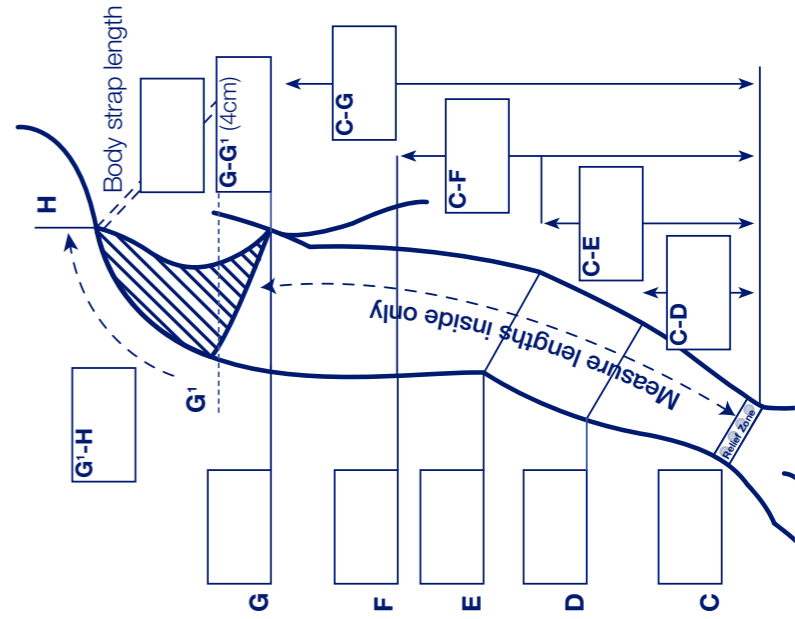 Body strap length
H
G-G¹ (4cm)
C-G
C-F
C-E
C-D
G¹-H
G¹
Measure lengths inside only
Relief Zone
G
F
E
D
C